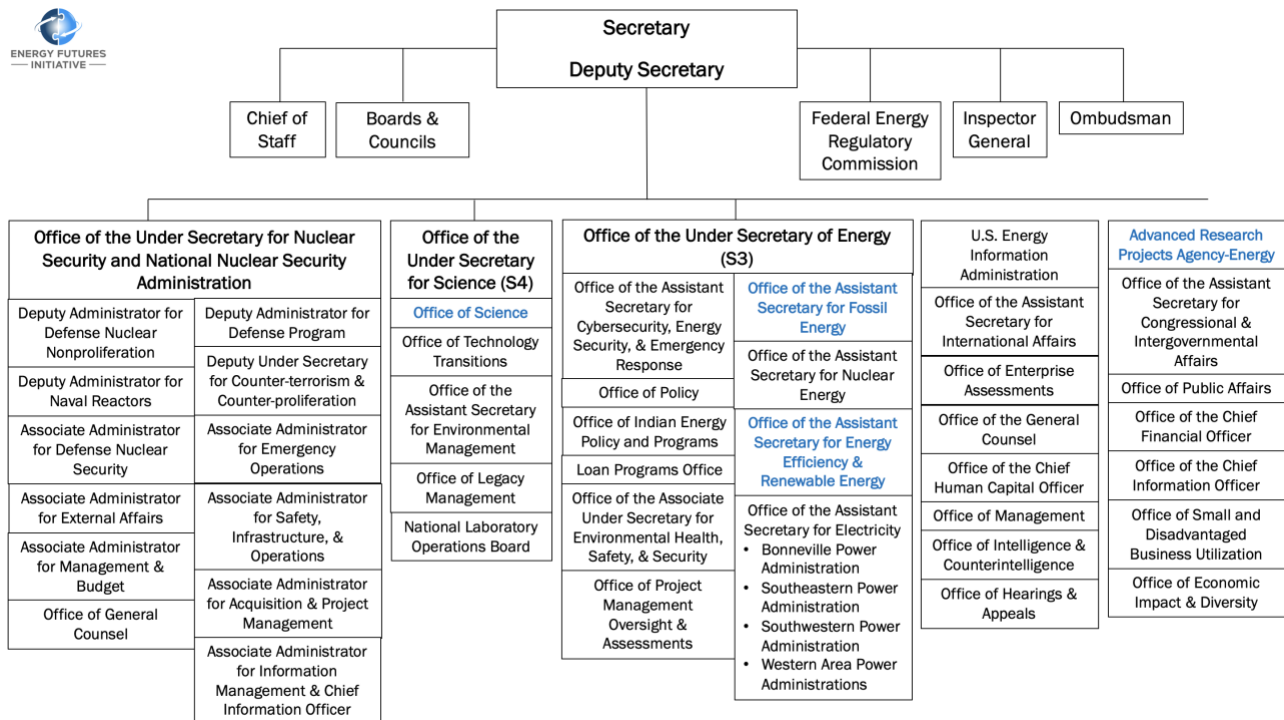 ENERGY FUTURES
INITIATIVE
Secretary
Deputy Secretary
Chief of
Staff
Boards &
Councils
Federal Energy
Regulatory
Commission
Inspector
General
Ombudsman
Office of the Under Secretary for Nuclear
Security and National Nuclear Security
Administration
Deputy Administrator for
Defense Nuclear
Nonproliferation
Deputy Administrator for
Naval Reactors
Associate Administrator
for Defense Nuclear
Security
Associate Administrator
for External Affairs
Associate Administrator
for Management &
Budget
Office of General
Counsel
Deputy Administrator for
Defense Program
Deputy Under Secretary
for Counter-terrorism &
Counter-proliferation
Associate Administrator
for Emergency
Operations
Associate Administrator
for Safety,
Infrastructure, &
Operations
Associate Administrator
for Acquisition & Project
Management
Associate Administrator
for Information
Management & Chief
Information Officer
Office of the
Under Secretary
for Science (S4)
Office of Science
Office of Technology
Transitions
Office of the
Assistant Secretary
for Environmental
Management
Office of Legacy
Management
National Laboratory
Operations Board
Office of the Under Secretary of Energy
(S3)
Office of the Assistant
Secretary for
Cybersecurity, Energy
Security, & Emergency
Response
Office of Policy
Office of Indian Energy
Policy and Programs
Loan Programs Office
Office of the Associate
Under Secretary for
Environmental Health,
Safety, & Security
Office of Project
Management
Oversight &
Assessments
Office of the Assistant
Secretary for Fossil
Energy
Office of the Assistant
Secretary for Nuclear
Energy
Office of the Assistant
Secretary for Energy
Efficiency &
Renewable Energy
Office of the Assistant
Secretary for Electricity
• Bonneville Power
Administration
• Southeastern Power
Administration
• Southwestern Power
Administration
• Western Area Power
Administrations
U.S. Energy
Information
Administration
Office of the Assistant
Secretary for
International Affairs
Office of Enterprise
Assessments
Office of the General
Counsel
Office of the Chief
Human Capital Officer
Office of Management
Office of Intelligence &
Counterintelligence
Office of Hearings &
Appeals
Advanced Research
Projects Agency-Energy
Office of the Assistant
Secretary for
Congressional &
Intergovernmental
Affairs
Office of Public Affairs
Office of the Chief
Financial Officer
Office of the Chief
Information Officer
Office of Small and
Disadvantaged
Business Utilization
Office of Economic
Impact & Diversity